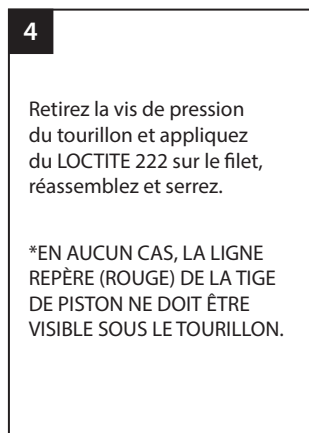 4
Retirez la vis de pression
du tourillon et appliquez
du LOCTITE 222 sur le filet,
réassemblez et serrez.
*EN AUCUN CAS, LA LIGNE
REPÈRE (ROUGE) DE LA TIGE
DE PISTON NE DOIT ÊTRE
VISIBLE SOUS LE TOURILLON.